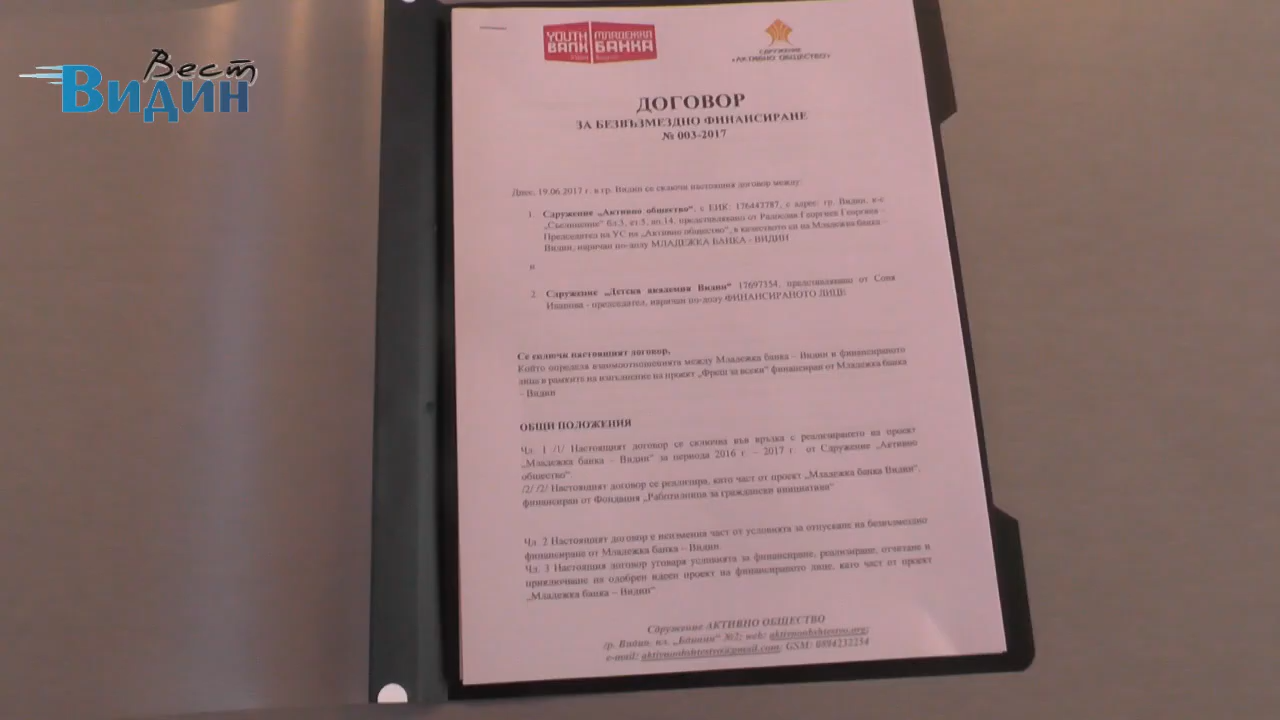 Вест
Видин
YOUTH BANK МЛАДЕЖКА БАНКА
СДРУЖЕНИЕ
«АКТИВНО ОБЩЕСТВО»
ДОГОВОР
ЗА БЕЗВЪЗМЕЗДНО ФИНАНСИРАНЕ
№ 003-2017
Днес, 19.06.2017 г. в гр. Видин се сключи настоящия договор между:
1. Сдружение „Активно общество“, с ЕИК: 176447787, с адрес: гр. Видин, к-с
„Съединение“ бл.5, ет.5, ап.14, представлявано от Радослав Георгиев Георгиев –
Председател на УС на „Активно общество“, в качеството си на Младежка банка –
Видин, наричан по-долу МЛАДЕЖКА БАНКА - ВИДИН
и
2. Сдружение „Детска академия Видин“ 17697354, представлявано от Соня
Иванова - председател, наричан по-долу ФИНАНСИРАНОТО ЛИЦЕ
Се сключи настоящият договор,
Който определя взаимоотношенията между Младежка банка – Видин и финансираното
лица в рамките на изпълнение на проект „Фреш за всеки“ финансиран от Младежка банка
– Видин
ОБЩИ ПОЛОЖЕНИЯ
Чл. 1 /1/ Настоящият договор се сключва във връзка с реализирането на проект
„Младежка банка – Видин“ за периода 2016 г. – 2017 г. от Сдружение „Активно
общество“
/2/ /2/ Настоящият договор се реализира, като част от проект „Младежка банка Видин“,
финансиран от Фондация „Работилница за граждански инициативи“
Чл. 2 Настоящият договор е неизменна част от условията за отпускане на безвъзмездно
финансиране от Младежка банка – Видин.
Чл. 3 Настоящия договор уговаря условията за финансиране, реализиране, отчитане и
приключване на одобрен идеен проект на финансираното лице, като част от проект
„Младежка банка – Видин“
Сдружение АКТИВНО ОБЩЕСТВО
гр. Видин, пл. „Бдинци“ №2; web: aktivnoobshtestvo.org;
e-mail: aktivnoobshtestvo@gmail.com; GSM: 0894232254